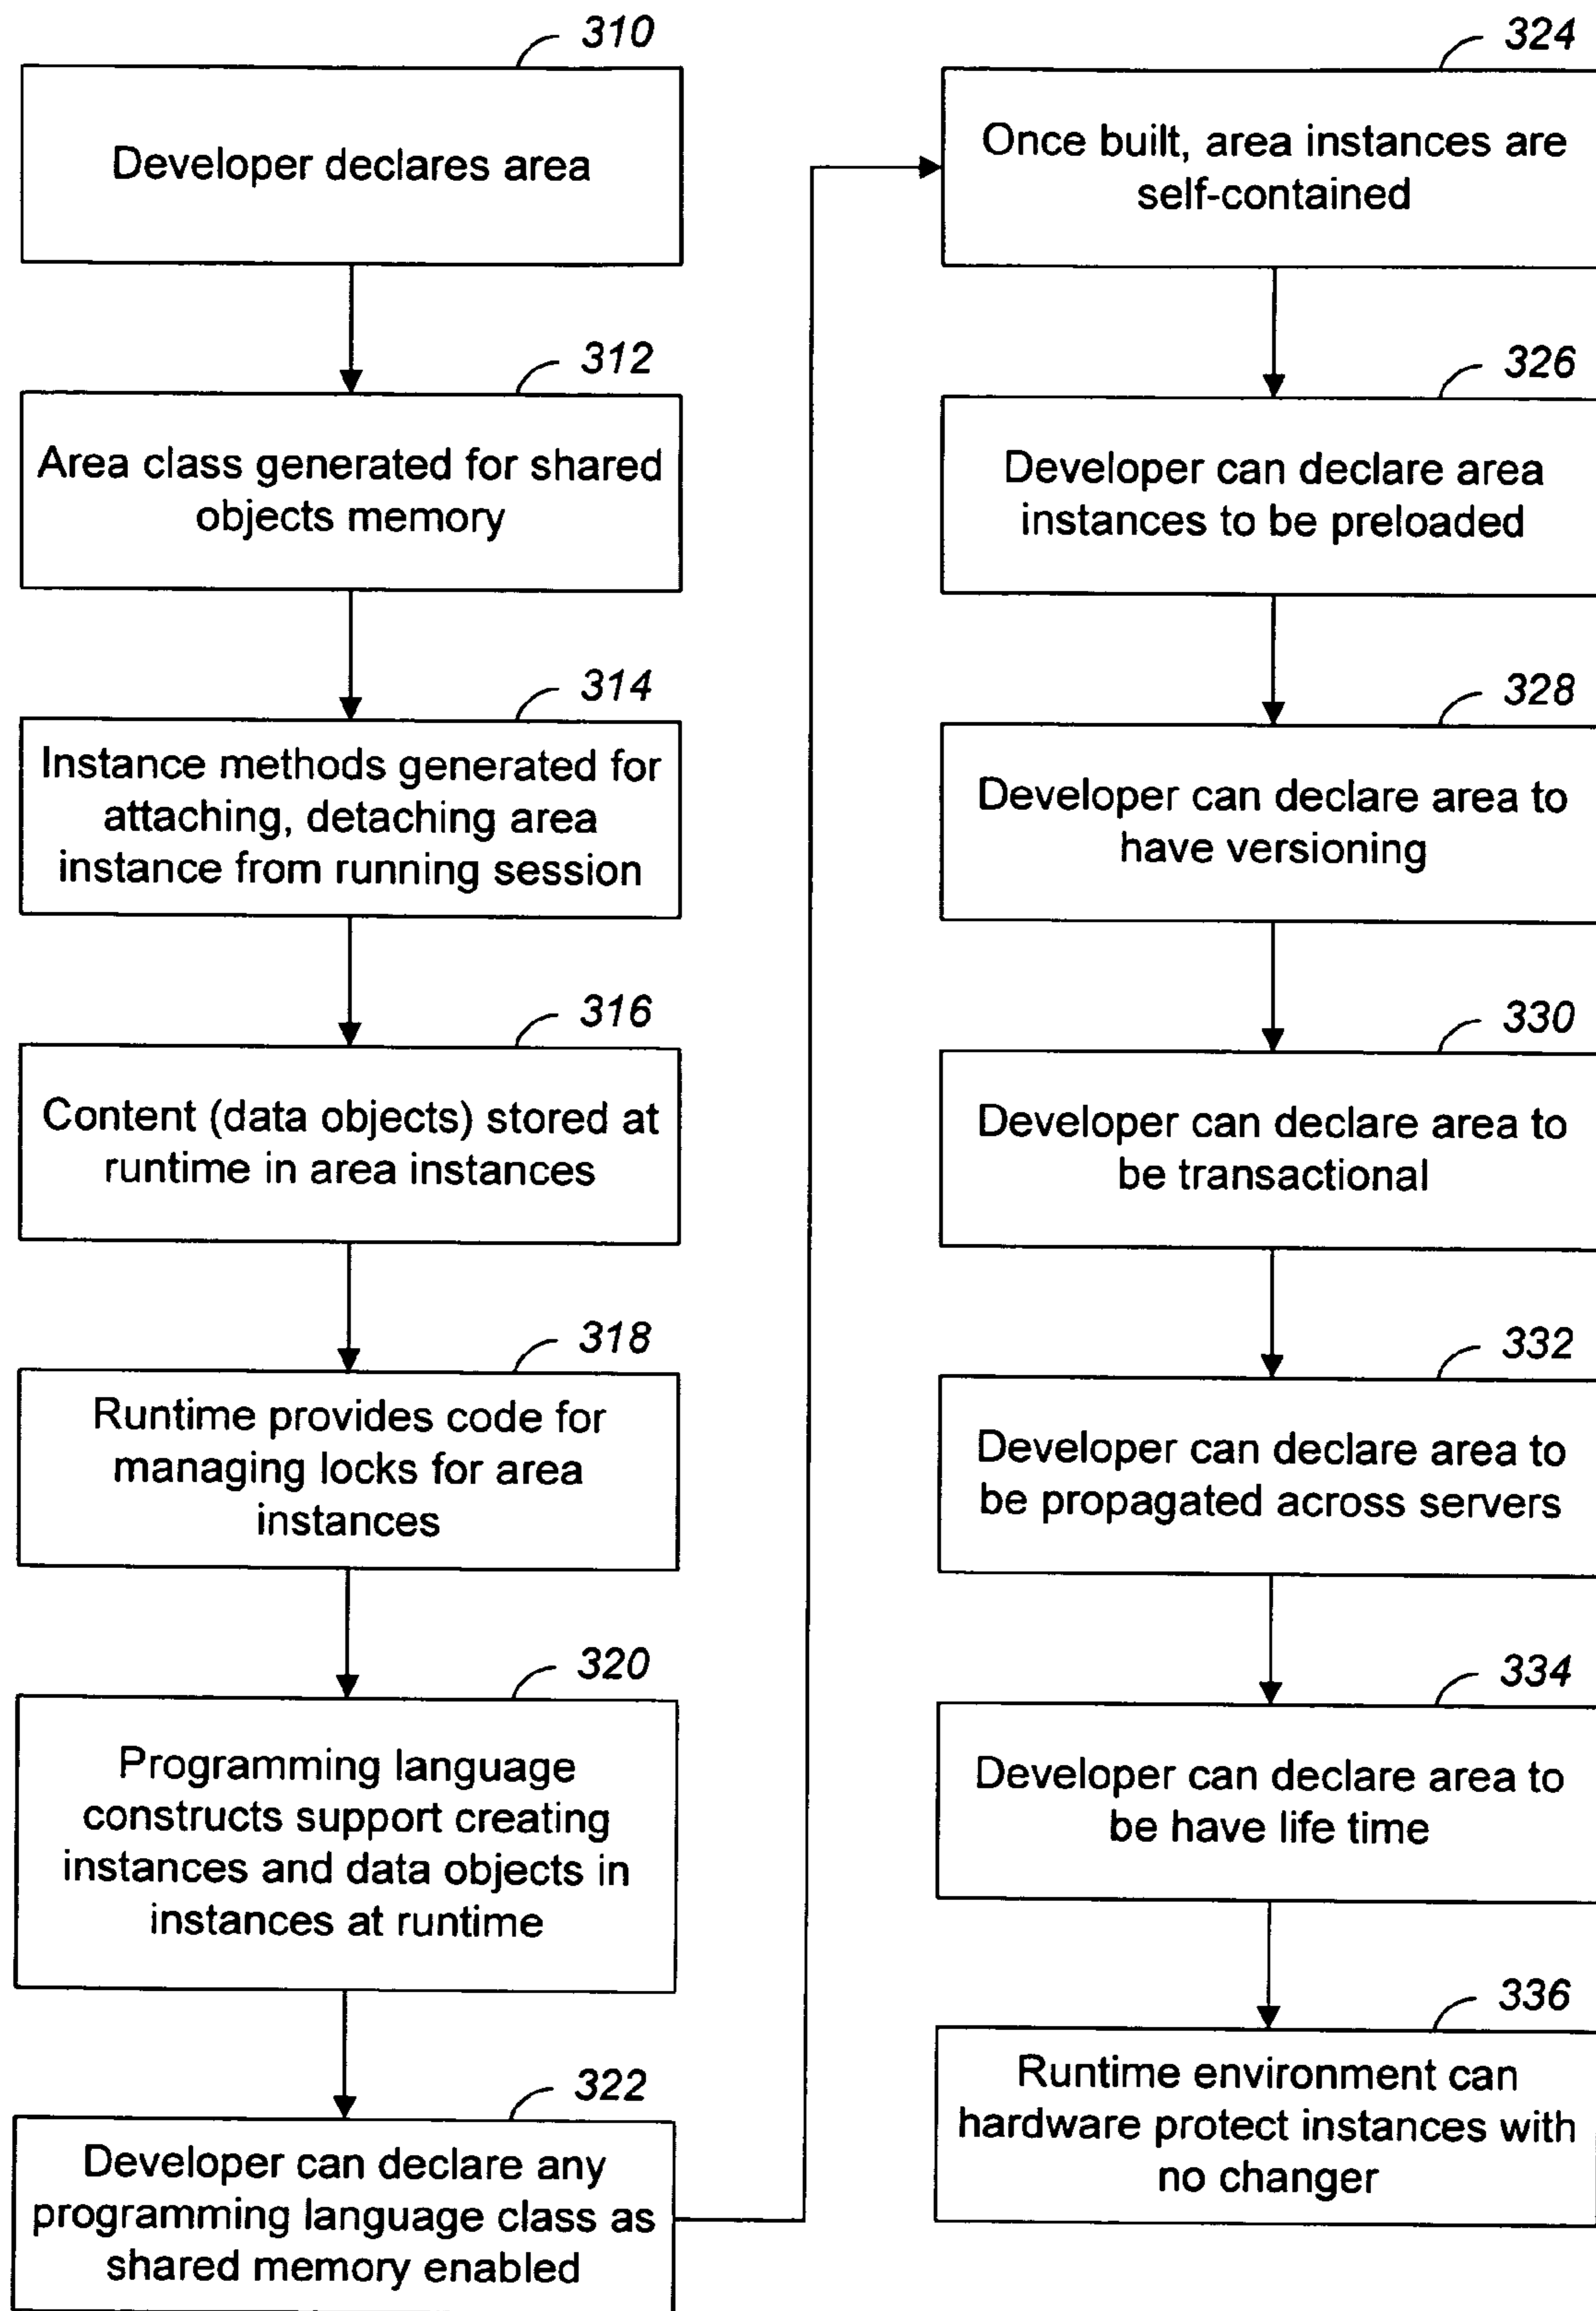 310
Developer declares area
312
Area class generated for shared
objects memory
314
Instance methods generated for
attaching, detaching area
instance from running session
316
Content (data objects) stored at
runtime in area instances
318
Runtime provides code for
managing locks for area
instances
320
Programming language
constructs support creating
instances and data objects in
instances at runtime
322
Developer can declare any
programming language class as
shared memory enabled
324
Once built, area instances are
self-contained
326
Developer can declare area
instances to be preloaded
328
Developer can declare area to
have versioning
330
Developer can declare area to
be transactional
332
Developer can declare area to
be propagated across servers
334
Developer can declare area to
be have life time
336
Runtime environment can
hardware protect instances with
no changer